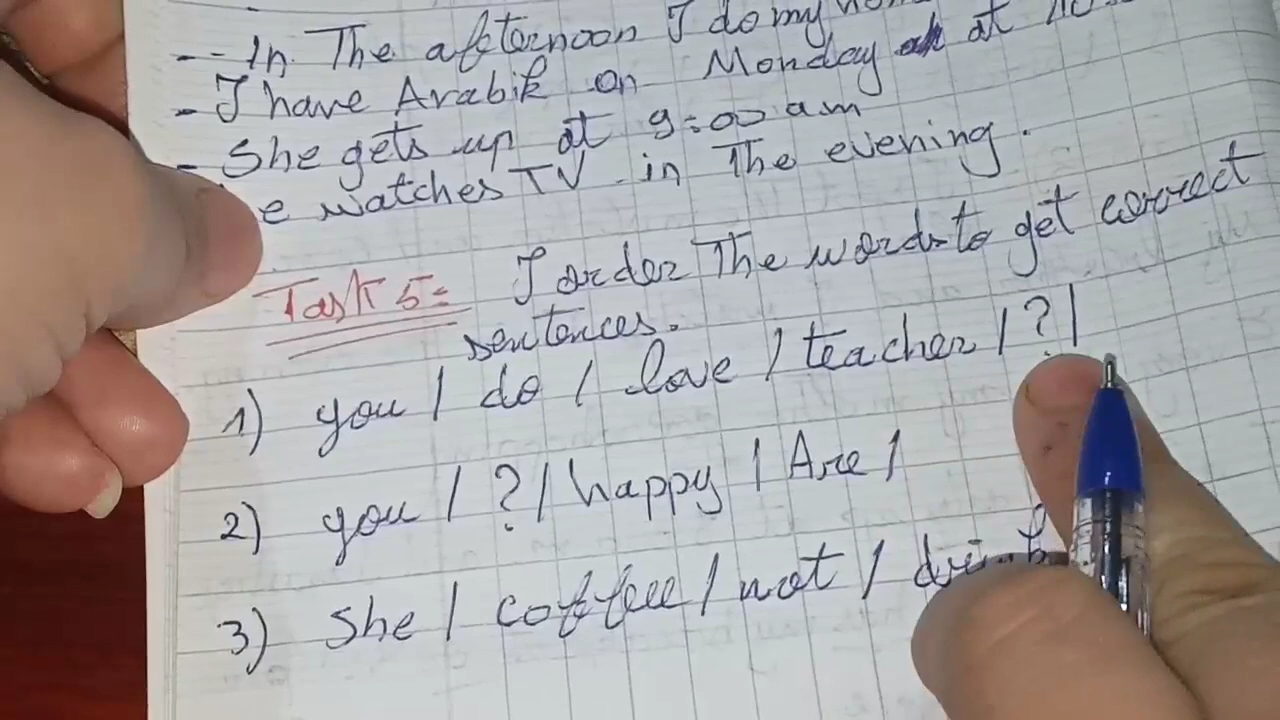 -- In The afternoon I do my
- I have Arabik on Monday at
- She gets up at 9:00 am
e watches TV in The evening.
Task 5: I order The words to get correct
sentences.
1) you / do / love / teacher / ? /
2) you / ? / happy / Are /
3) She / coffee / not /